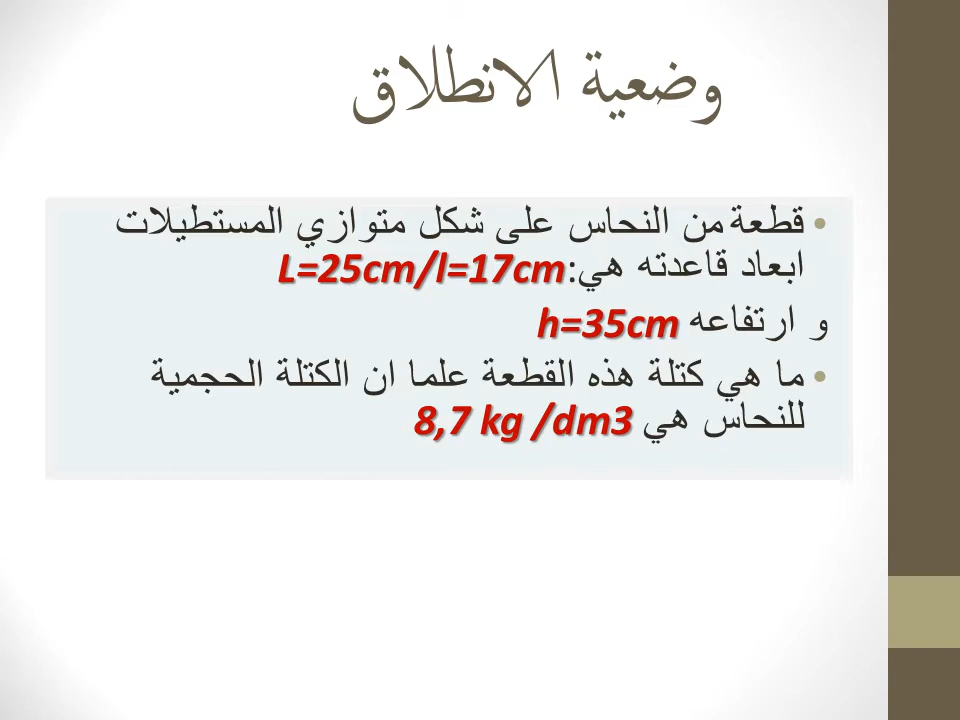 وضعية الانطلاق
• قطعة من النحاس على شكل متوازي المستطيلات
ابعاد قاعدته هي:L=25cm/l=17cm
و ارتفاعه h=35cm
• ما هي كتلة هذه القطعة علما ان الكتلة الحجمية
للنحاس هي 8,7 kg /dm3